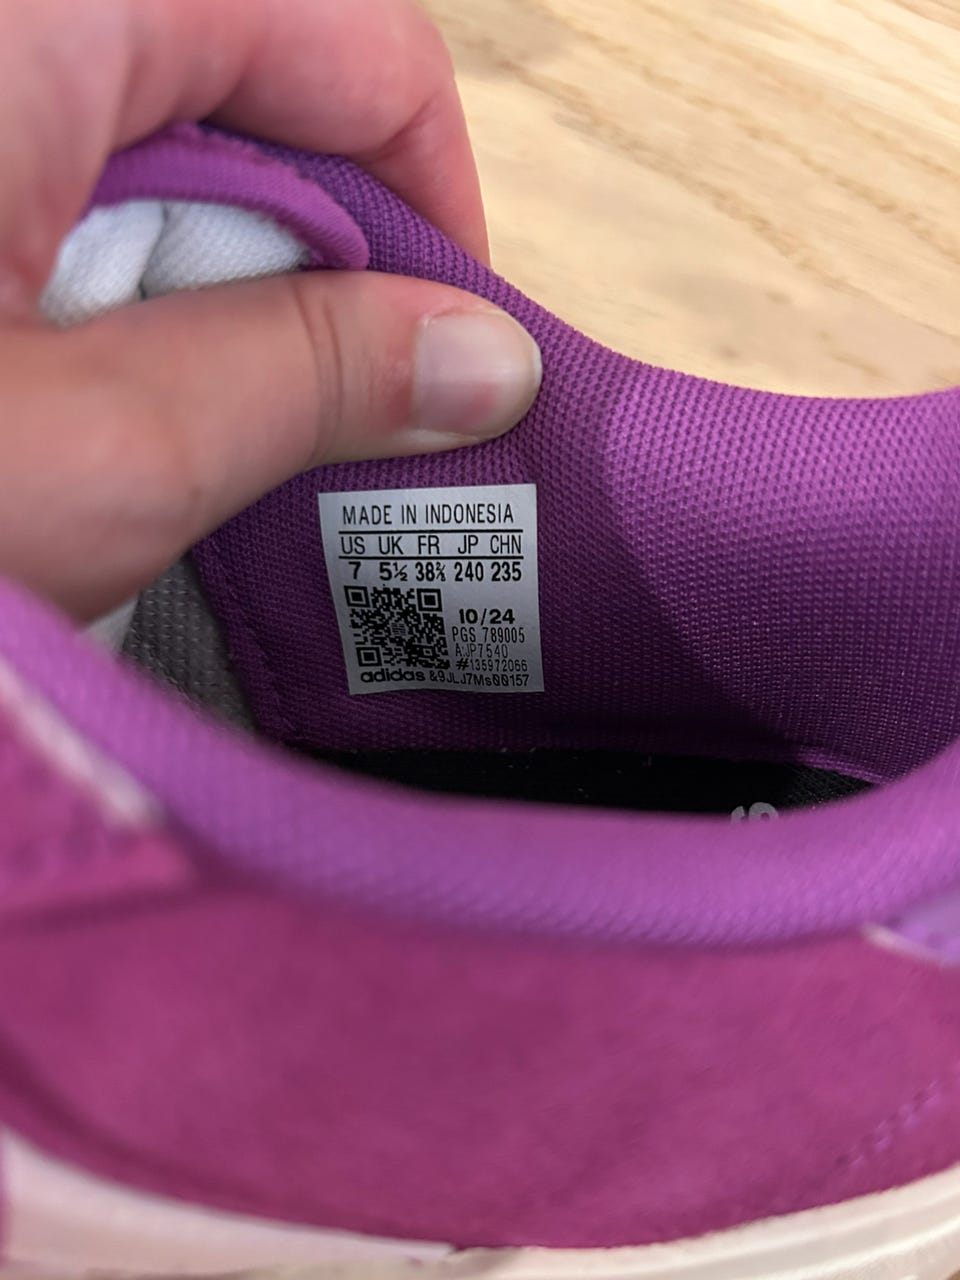 MADE IN INDONESIA
US UK FR JP CHN
7 5½ 38⅔ 240 235
10/24
PGS 789005
A:JP7540
#135972066
adidas &9JLJ7Ms00157